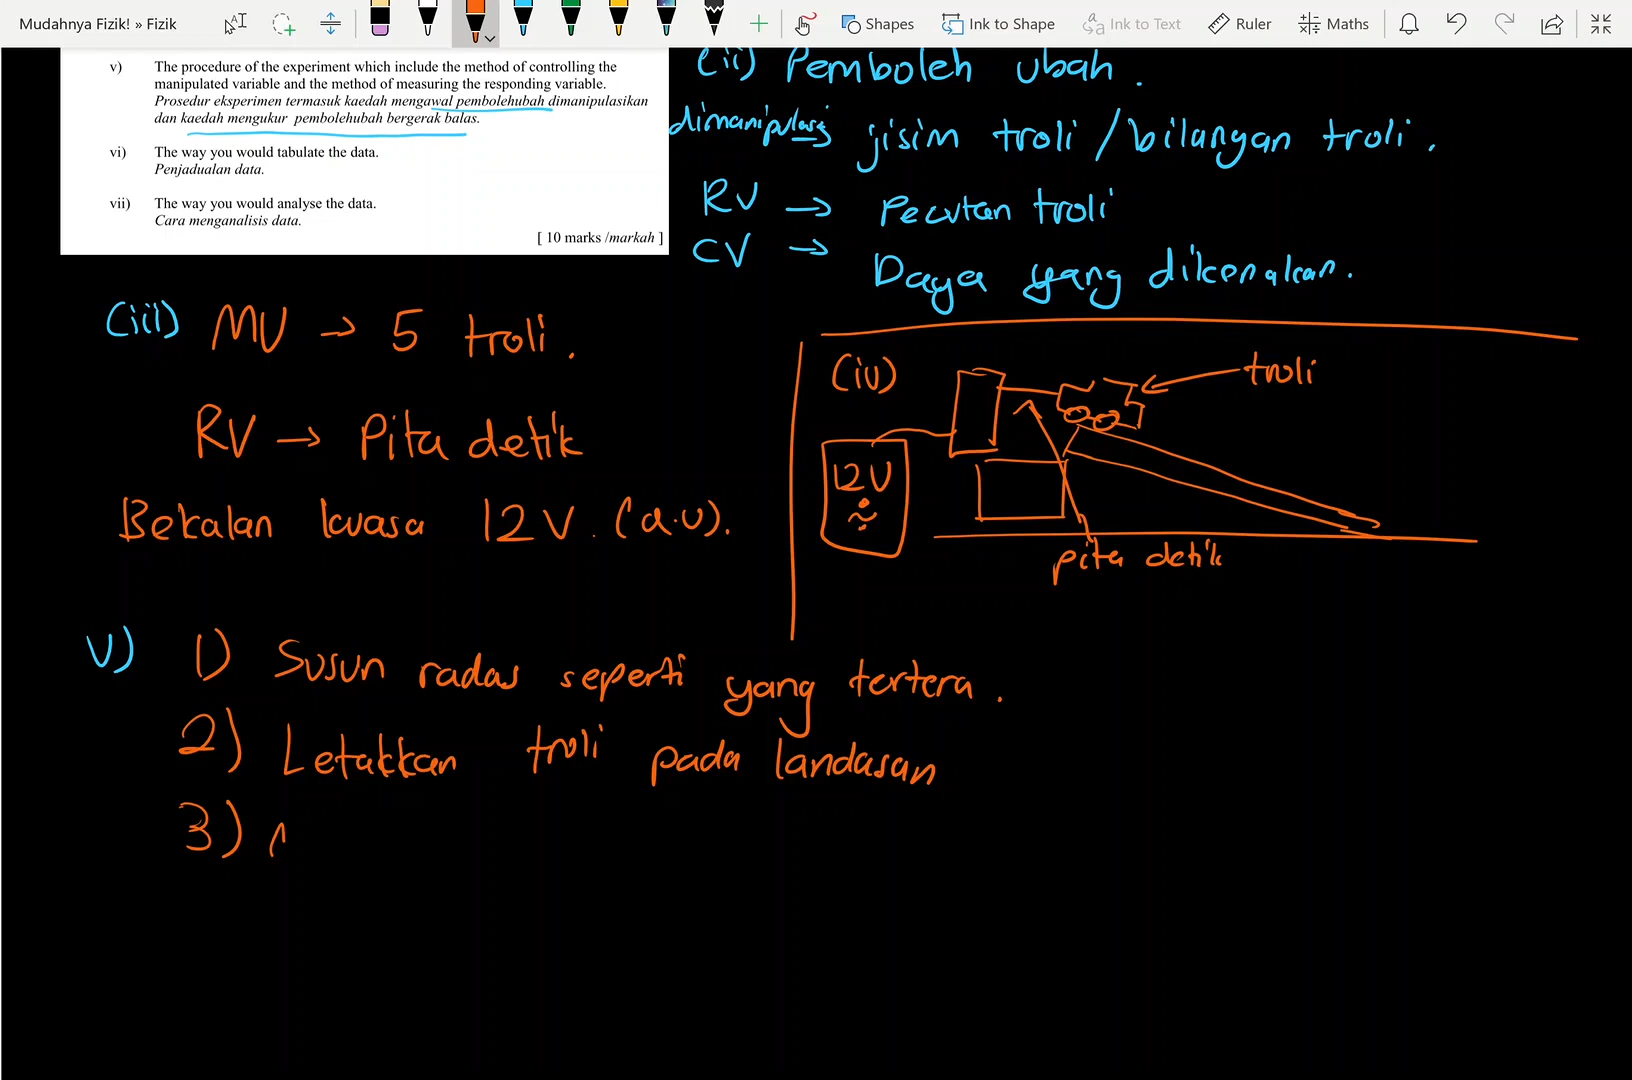 Mudahnya Fizik! » Fizik
Shapes
Ink to Shape
Ink to Text
Ruler
Maths
v) The procedure of the experiment which include the method of controlling the
manipulated variable and the method of measuring the responding variable.
Prosedur eksperimen termasuk kaedah mengawal pembolehubah dimanipulasikan
dan kaedah mengukur pembolehubah bergerak balas.
vi) The way you would tabulate the data.
Penjadualan data.
vii) The way you would analyse the data.
Cara menganalisis data.
[ 10 marks /markah ]
(ii) Pemboleh ubah.
dimanipulasi jisim troli / bilangan troli.
RV → Pecutan troli
CV → Daya yang dikenakan.
(iii) MV → 5 troli.
RV → Pita detik
Bekalan kuasa 12 V. (a.u).
(iv)
troli
12V
pita detik
v) 1) Susun radas seperti yang tertera.
2) Letakkan troli pada landasan
3)